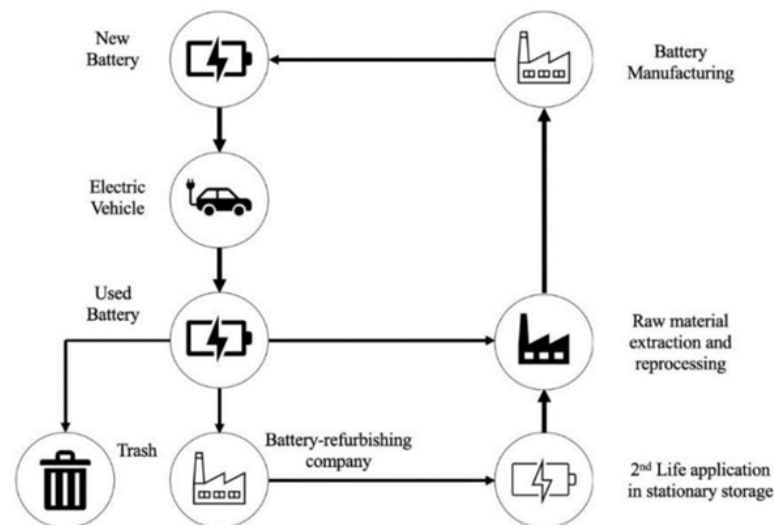 New
Battery
Battery
Manufacturing
Electric
Vehicle
Used
Battery
Raw material
extraction and
reprocessing
Trash
Battery-refurbishing
company
2nd Life application
in stationary storage